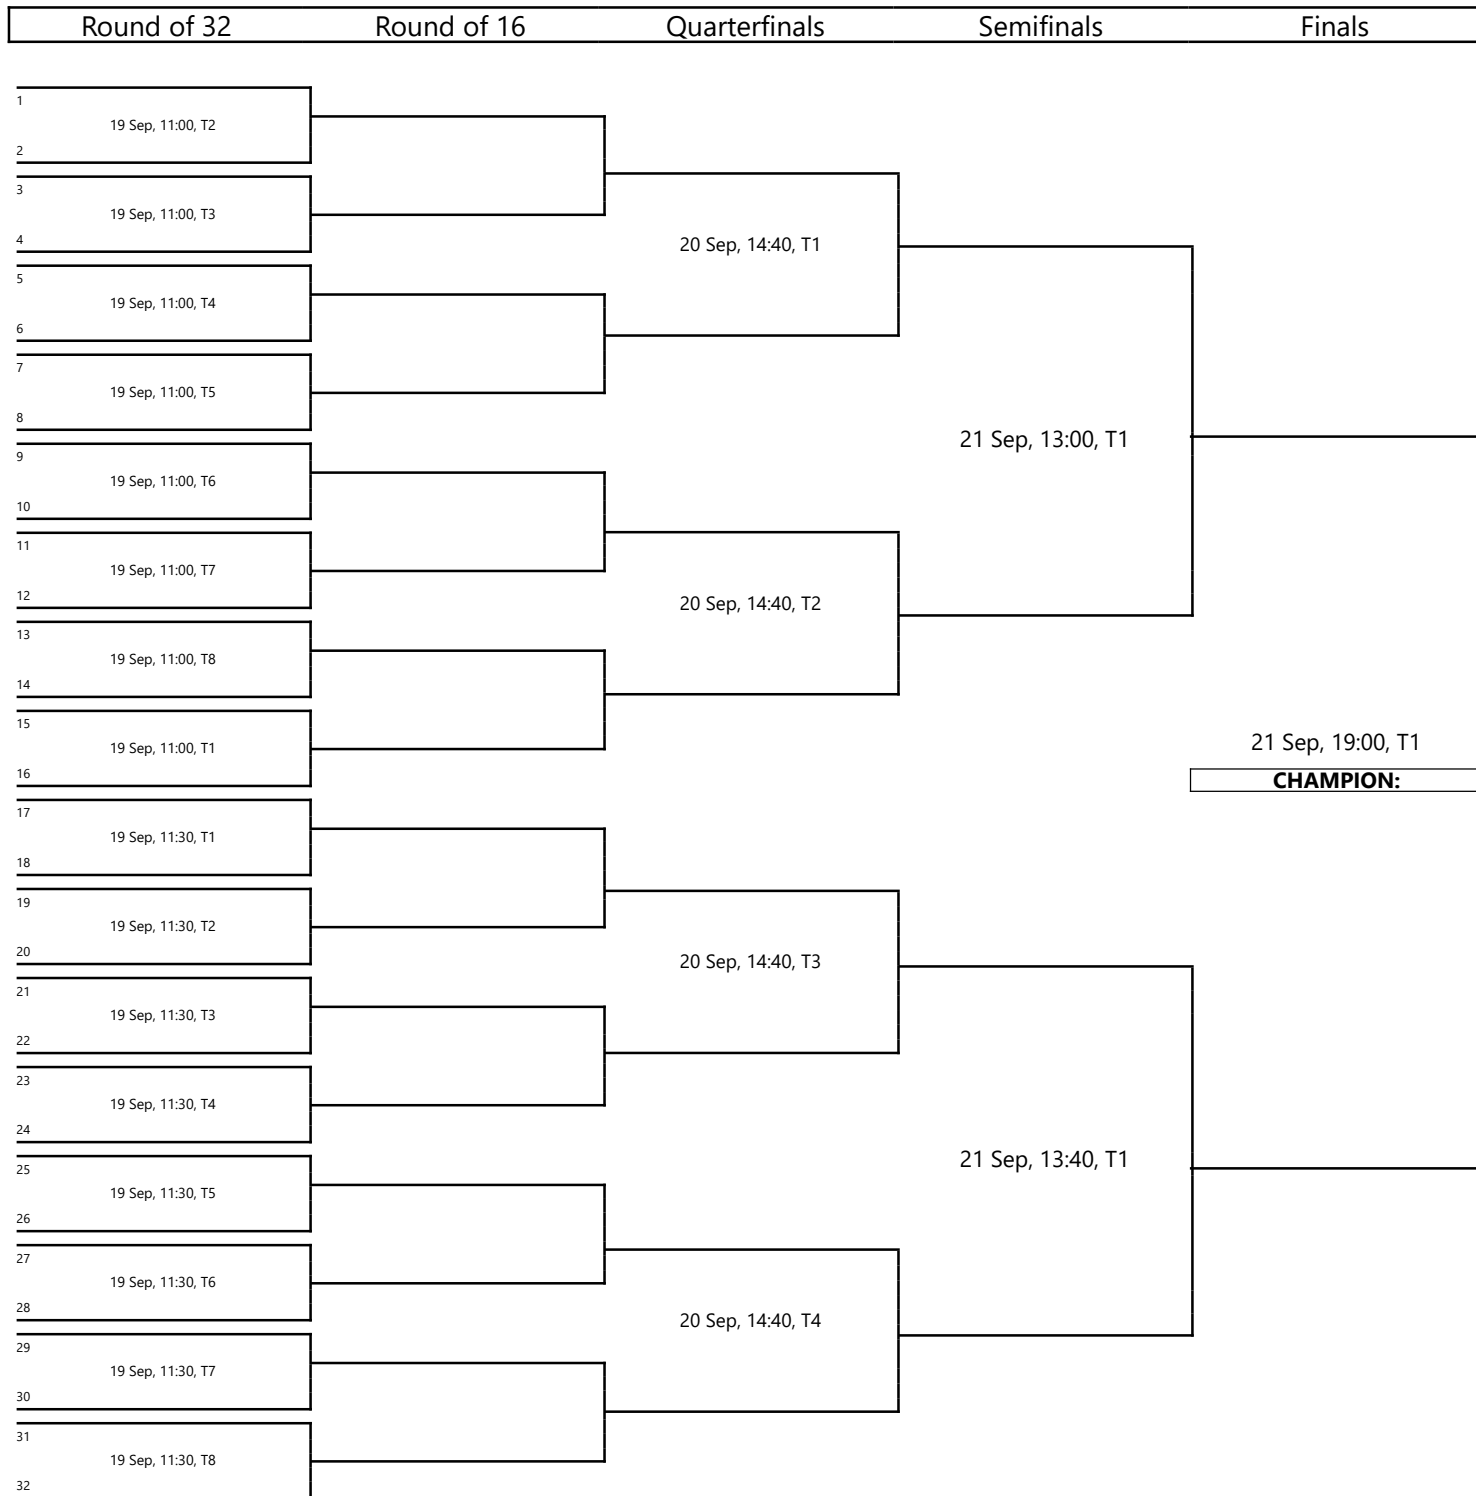 Round of 32 Round of 16 Quarterfinals Semifinals Finals
1
19 Sep, 11:00, T2
2
3
19 Sep, 11:00, T3
4
20 Sep, 14:40, T1
5
19 Sep, 11:00, T4
6
7
19 Sep, 11:00, T5
8
21 Sep, 13:00, T1
9
19 Sep, 11:00, T6
10
11
19 Sep, 11:00, T7
12
20 Sep, 14:40, T2
13
19 Sep, 11:00, T8
14
15
19 Sep, 11:00, T1
16
21 Sep, 19:00, T1
CHAMPION:
17
19 Sep, 11:30, T1
18
19
19 Sep, 11:30, T2
20
20 Sep, 14:40, T3
21
19 Sep, 11:30, T3
22
23
19 Sep, 11:30, T4
24
21 Sep, 13:40, T1
25
19 Sep, 11:30, T5
26
27
19 Sep, 11:30, T6
28
20 Sep, 14:40, T4
29
19 Sep, 11:30, T7
30
31
19 Sep, 11:30, T8
32